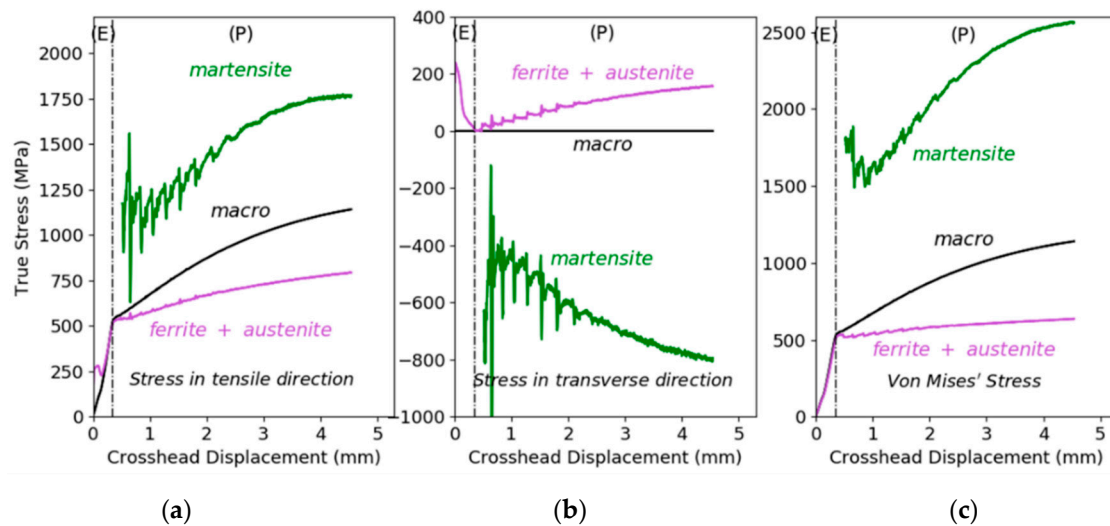 (E)
(P)
2000
1750
1500
1250
1000
750
500
250
0
True Stress (MPa)
martensite
macro
ferrite + austenite
Stress in tensile direction
0 1 2 3 4 5
Crosshead Displacement (mm)
(a)
(E)
(P)
400
200
0
−200
−400
−600
−800
−1000
ferrite + austenite
macro
martensite
Stress in transverse direction
0 1 2 3 4 5
Crosshead Displacement (mm)
(b)
(E)
(P)
2500
2000
1500
1000
500
0
martensite
macro
ferrite + austenite
Von Mises' Stress
0 1 2 3 4 5
Crosshead Displacement (mm)
(c)